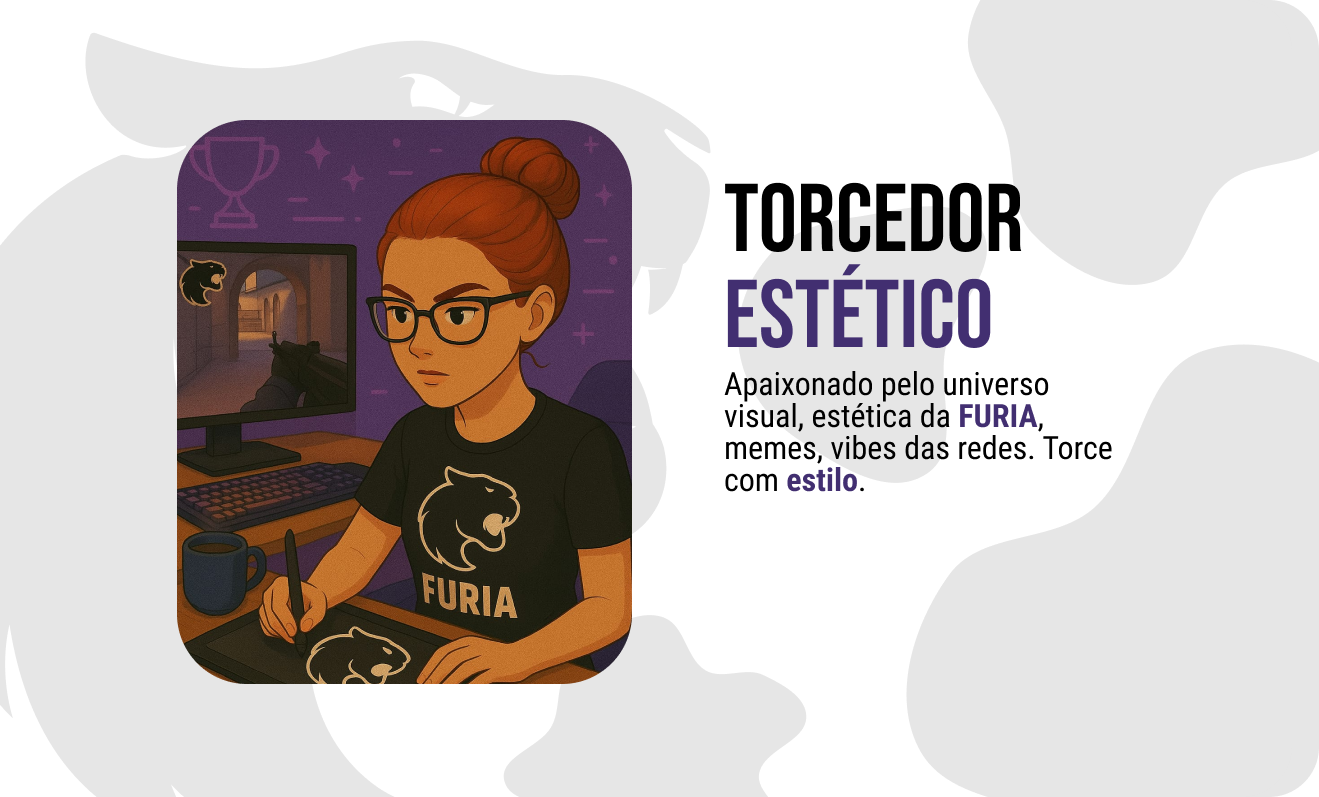 TORCEDOR
ESTÉTICO
Apaixonado pelo universo
visual, estética da FURIA,
memes, vibes das redes. Torce
com estilo.
FURIA